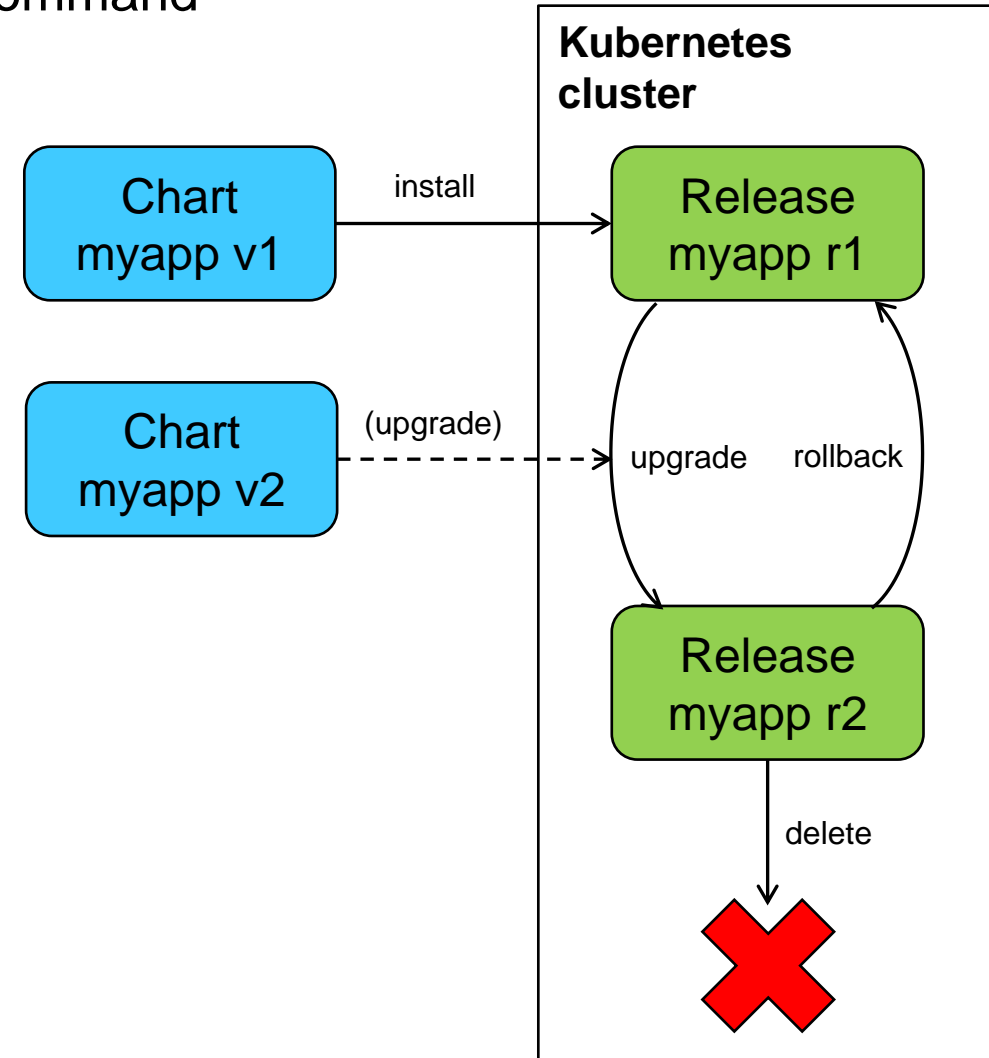 Kubernetes
cluster
Chart
myapp v1
install
Release
myapp r1
Chart
myapp v2
(upgrade)
upgrade
rollback
Release
myapp r2
delete